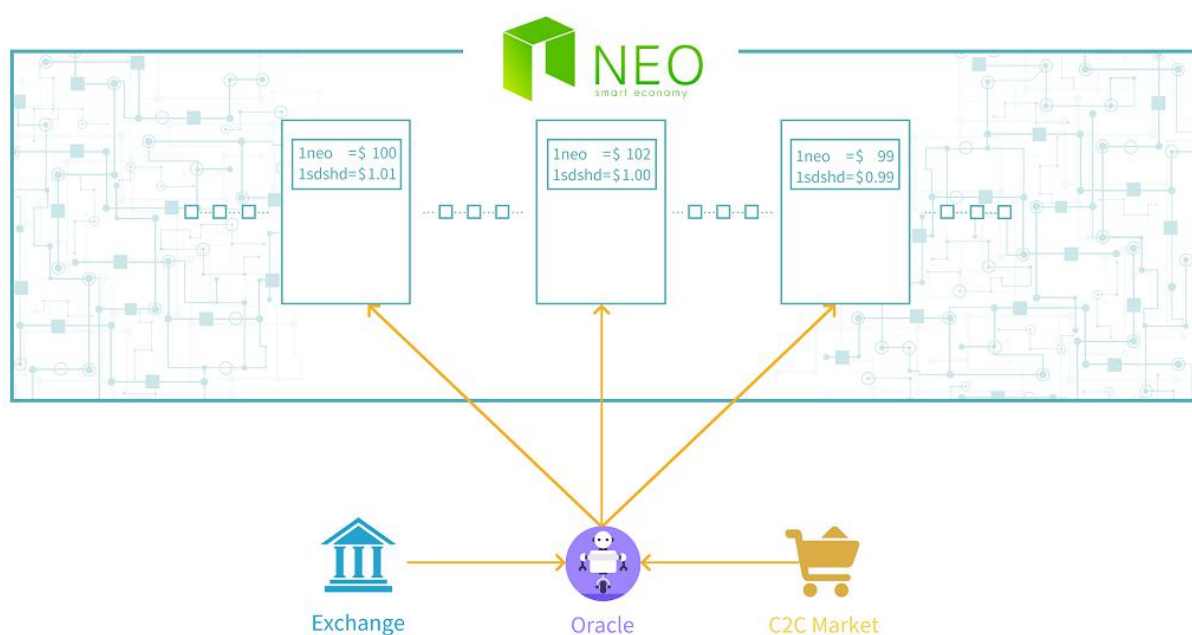 NEO
smart economy
1neo =$ 100
1sdshd=$1.01
1neo =$ 102
1sdshd=$1.00
1neo =$ 99
1sdshd=$0.99
Exchange
Oracle
C2C Market